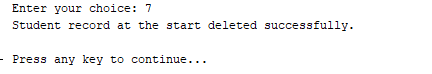 Enter your choice: 7
Student record at the start deleted successfully.
Press any key to continue...